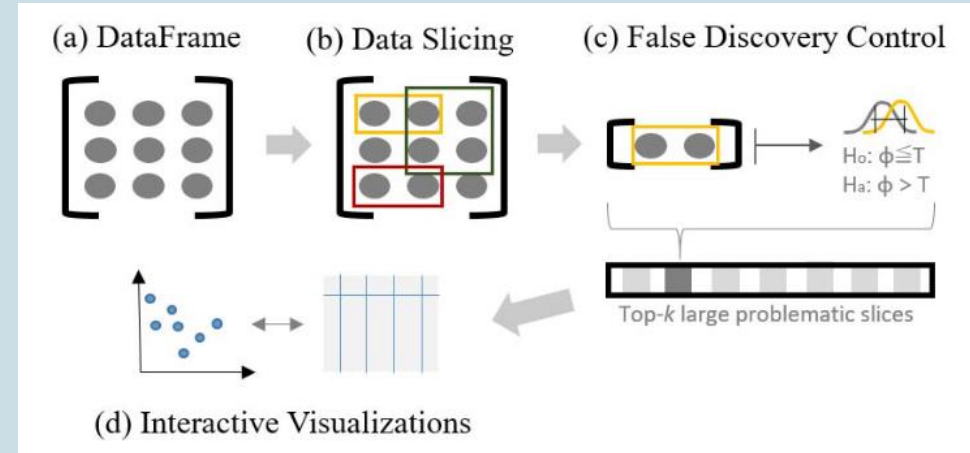 (a) DataFrame
(b) Data Slicing
(c) False Discovery Control
H₀: ϕ≦T
Hₐ: ϕ > T
Top-k large problematic slices
(d) Interactive Visualizations